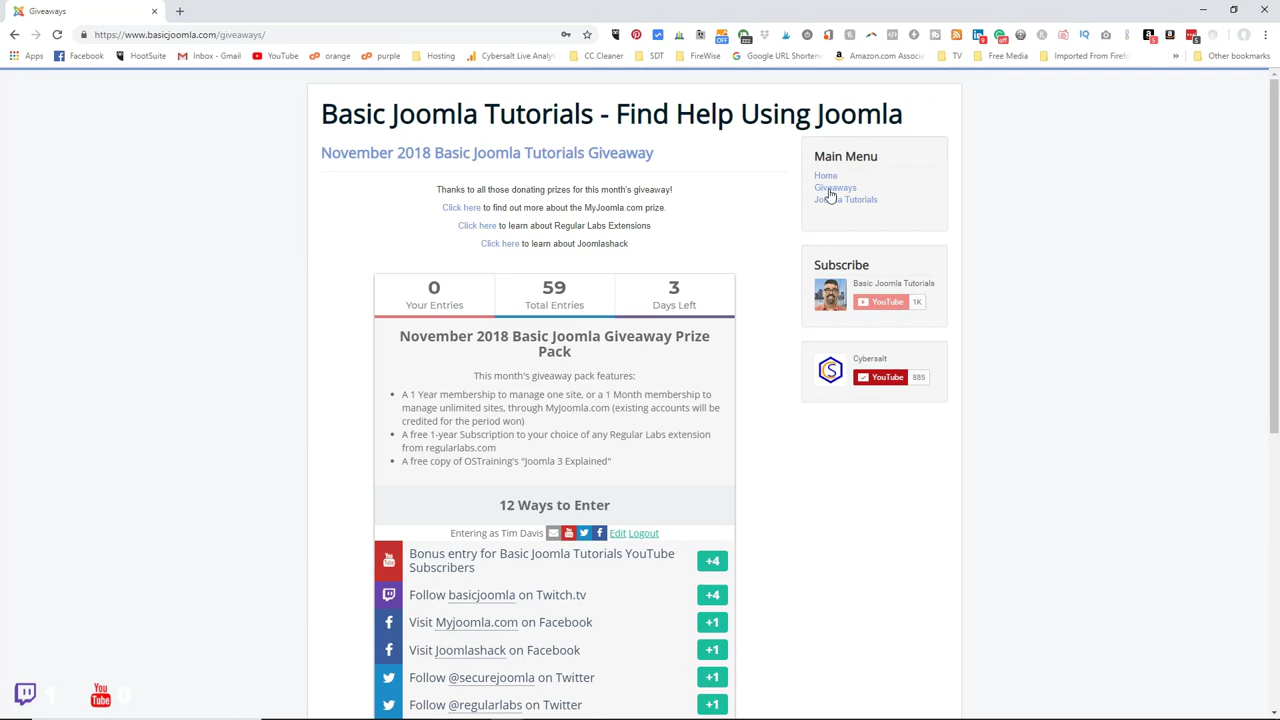 Giveaways
https://www.basicjoomla.com/giveaways/
Apps Facebook HootSuite Inbox - Gmail YouTube orange purple Hosting Cybersalt Live Analy CC Cleaner SDT FireWise Google URL Shorten Amazon.com Associ TV Free Media Imported From Firef » Other bookmarks
Basic Joomla Tutorials - Find Help Using Joomla
November 2018 Basic Joomla Tutorials Giveaway
Thanks to all those donating prizes for this month's giveaway!
Click here to find out more about the MyJoomla.com prize.
Click here to learn about Regular Labs Extensions
Click here to learn about Joomlashack
0 59 3
Your Entries Total Entries Days Left
November 2018 Basic Joomla Giveaway Prize
Pack
This month's giveaway pack features:
• A 1 Year membership to manage one site, or a 1 Month membership to
manage unlimited sites, through MyJoomla.com (existing accounts will be
credited for the period won)
• A free 1-year Subscription to your choice of any Regular Labs extension
from regularlabs.com
• A free copy of OSTraining's "Joomla 3 Explained"
12 Ways to Enter
Entering as Tim Davis Edit Logout
Bonus entry for Basic Joomla Tutorials YouTube
Subscribers +4
Follow basicjoomla on Twitch.tv +4
Visit Myjoomla.com on Facebook +1
Visit Joomlashack on Facebook +1
Follow @securejoomla on Twitter +1
Follow @regularlabs on Twitter +1
Main Menu
Home
Giveaways
Joomla Tutorials
Subscribe
Basic Joomla Tutorials
YouTube 1K
Cybersalt
YouTube 885
1 You Tube 0